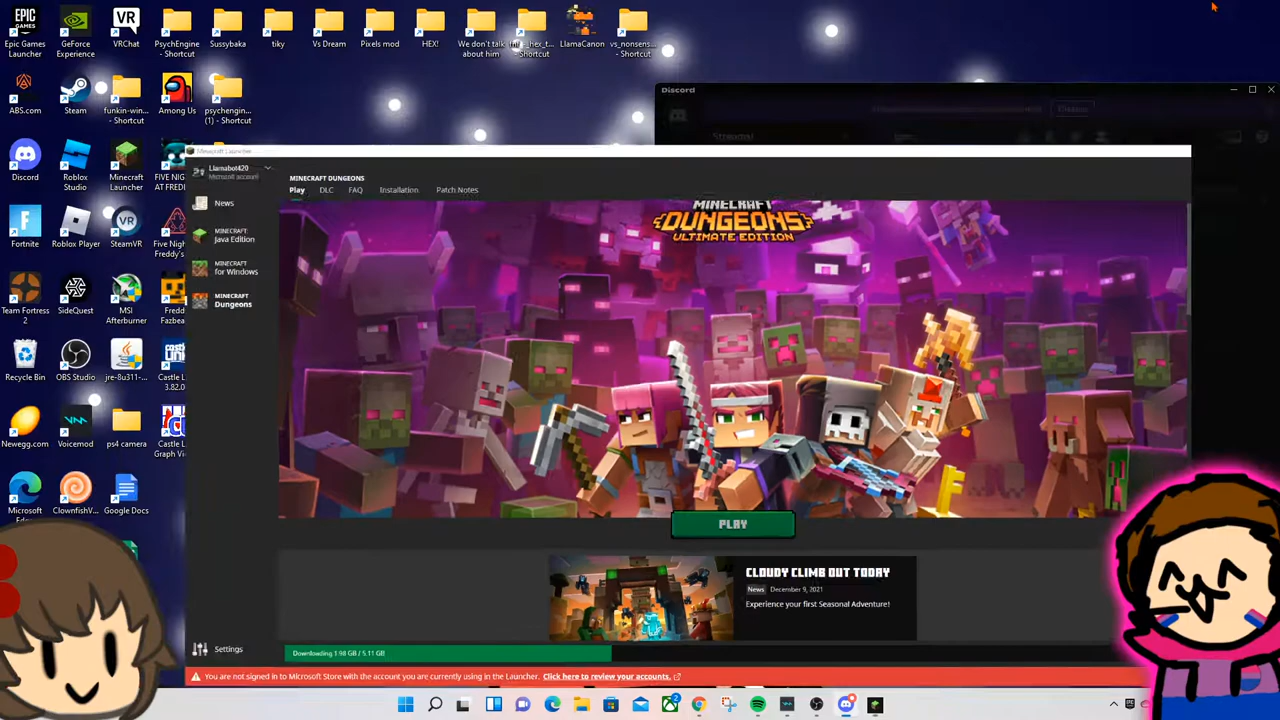 Epic Games
Launcher
GeForce
Experience
VRChat
PsychEngine
- Shortcut
Sussybaka
tiky
Vs Dream
Pixels mod
HEX!
We don't talk
about him
- Shortcut
LlamaCanon
vs_nonsens...
- Shortcut
ABS.com
Steam
funkin-win...
- Shortcut
Among Us
psychengin...
(1) - Shortcut
Discord
Roblox
Studio
Minecraft
Launcher
FIVE NIG
AT FRED
Fortnite
Roblox Player
SteamVR
Five Nig
Freddy's
Team Fortress
2
SideQuest
MSI
Afterburner
Fredd
Fazbea
Recycle Bin
OBS Studio
jre-8u311-...
Castle L
3.82.0
Newegg.com
Voicemod
ps4 camera
Castle L
Graph V
Microsoft
ClownfishV...
Google Docs
Discord
Minecraft Launcher
Llamabot420
Microsoft account
News
MINECRAFT:
Java Edition
MINECRAFT
for Windows
MINECRAFT
Dungeons
Settings
MINECRAFT DUNGEONS
Play
DLC
FAQ
Installation
Patch Notes
MINECRAFT
DUNGEONS
ULTIMATE EDITION
PLAY
CLOUDY CLIMB OUT TODAY
News December 9, 2021
Experience your first Seasonal Adventure!
Downloading 1.98 GB / 5.11 GB
You are not signed in to Microsoft Store with the account you are currently using in the Launcher. Click here to review your accounts.
2